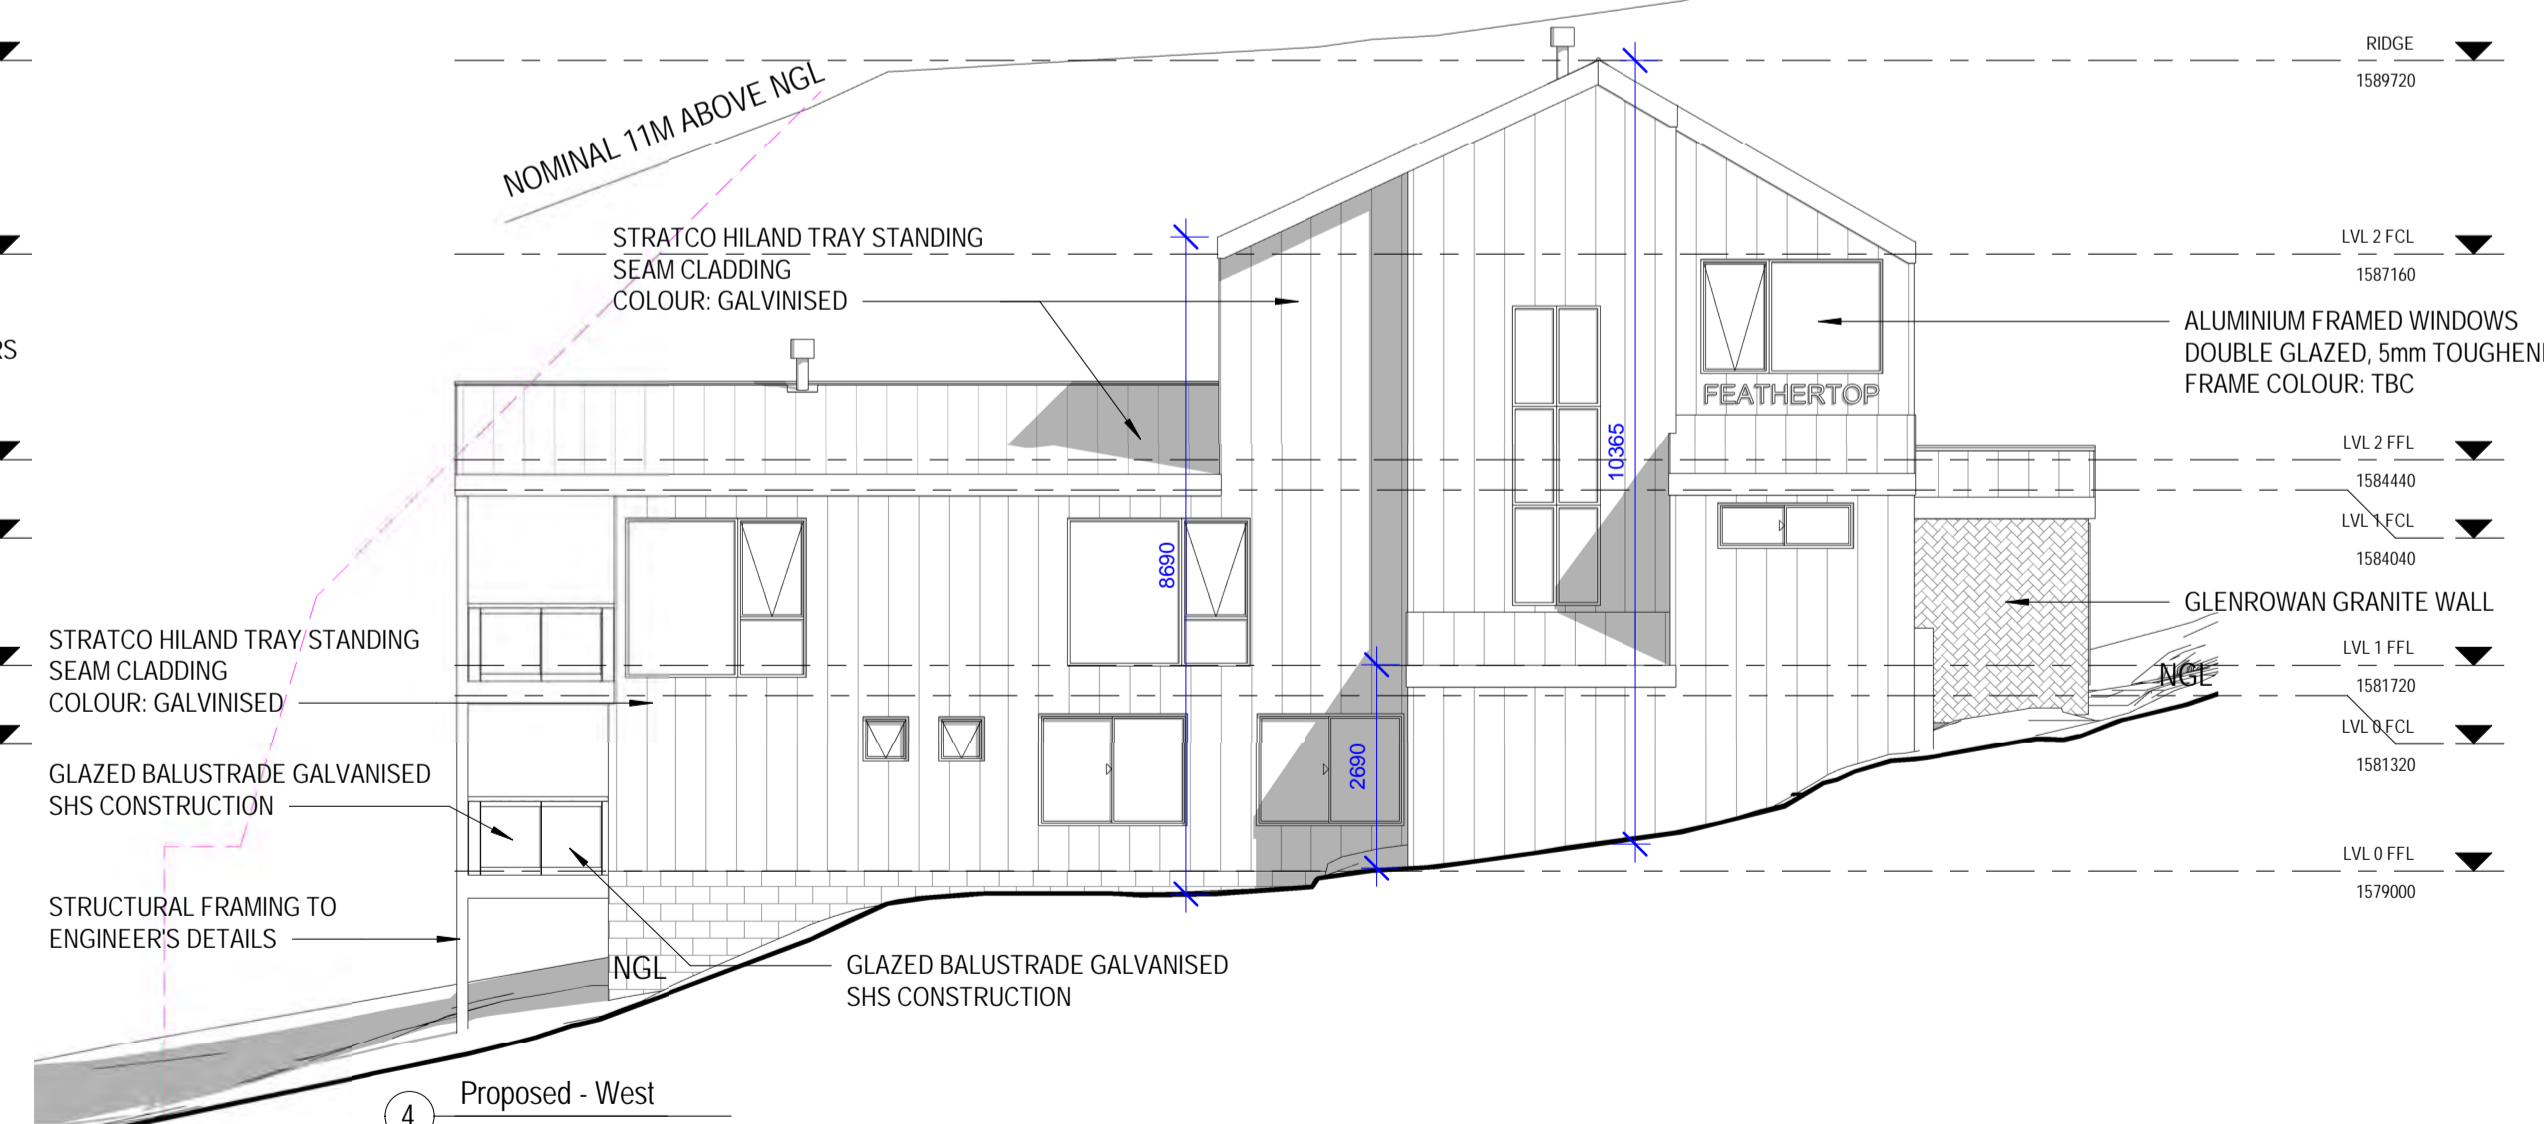 RIDGE
1589720
NOMINAL 11M ABOVE NGL
STRATCO HILAND TRAY STANDING
SEAM CLADDING
COLOUR: GALVINISED
LVL 2 FCL
1587160
RS
ALUMINIUM FRAMED WINDOWS
DOUBLE GLAZED, 5mm TOUGHEN
FRAME COLOUR: TBC
FEATHERTOP
LVL 2 FFL
1584440
10365
LVL 1 FCL
1584040
8690
GLENROWAN GRANITE WALL
STRATCO HILAND TRAY STANDING
SEAM CLADDING
COLOUR: GALVINISED
LVL 1 FFL
1581720
NGL
LVL 0 FCL
1581320
2690
GLAZED BALUSTRADE GALVANISED
SHS CONSTRUCTION
LVL 0 FFL
1579000
STRUCTURAL FRAMING TO
ENGINEER'S DETAILS
NGL
GLAZED BALUSTRADE GALVANISED
SHS CONSTRUCTION
4
Proposed - West